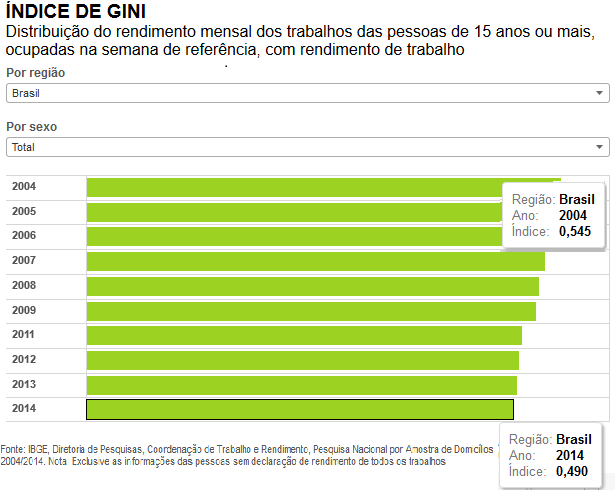 ÍNDICE DE GINI
Distribuição do rendimento mensal dos trabalhos das pessoas de 15 anos ou mais,
ocupadas na semana de referência, com rendimento de trabalho
Por região
Brasil
Por sexo
Total
2004
Região: Brasil
Ano: 2004
Índice: 0,545
2005
2006
2007
2008
2009
2011
2012
2013
2014
Região: Brasil
Ano: 2014
Índice: 0,490
Fonte: IBGE, Diretoria de Pesquisas, Coordenação de Trabalho e Rendimento, Pesquisa Nacional por Amostra de Domicílos
2004/2014. Nota: Exclusive as informações das pessoas sem declaração de rendimento de todos os trabalhos